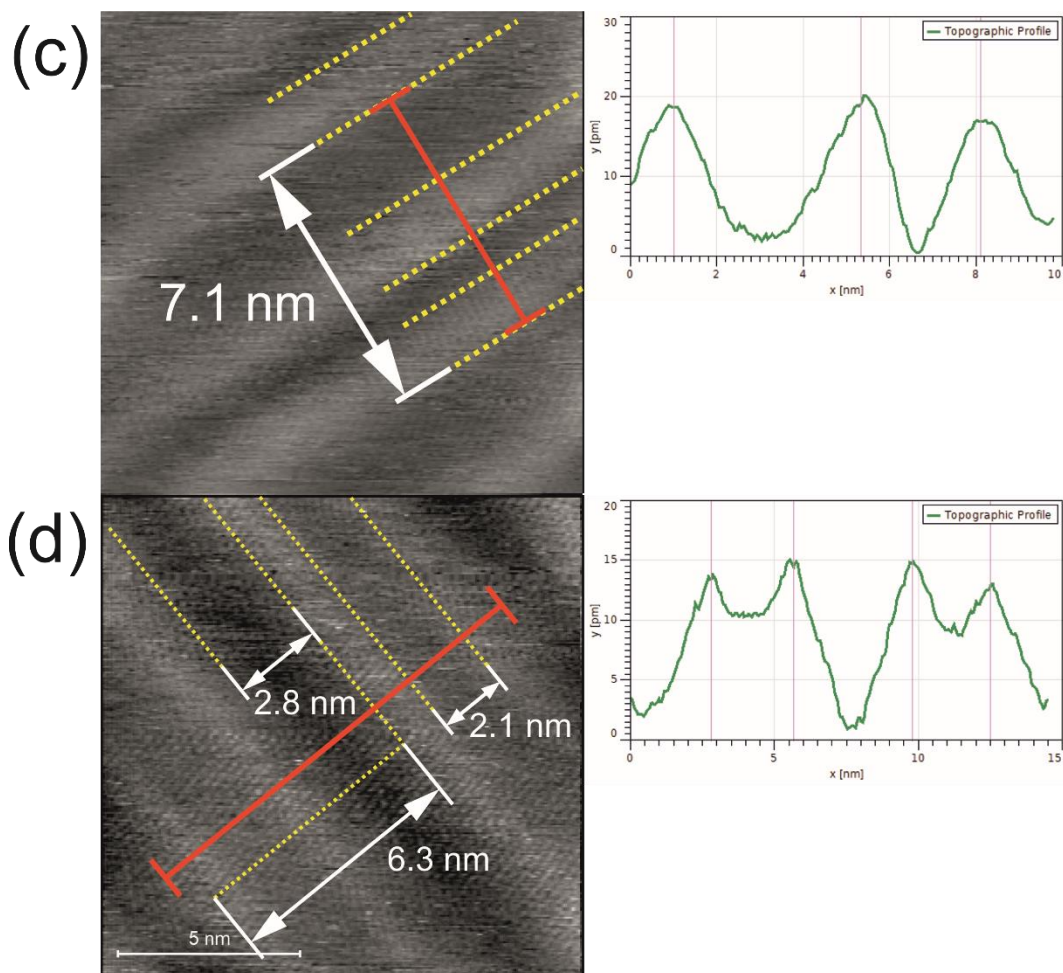 (c)
7.1 nm
Topographic Profile
y [pm]
30
20
10
0
0 2 4 6 8 10
x [nm]
(d)
2.8 nm
2.1 nm
6.3 nm
5 nm
Topographic Profile
y [pm]
20
15
10
5
0
0 5 10 15
x [nm]